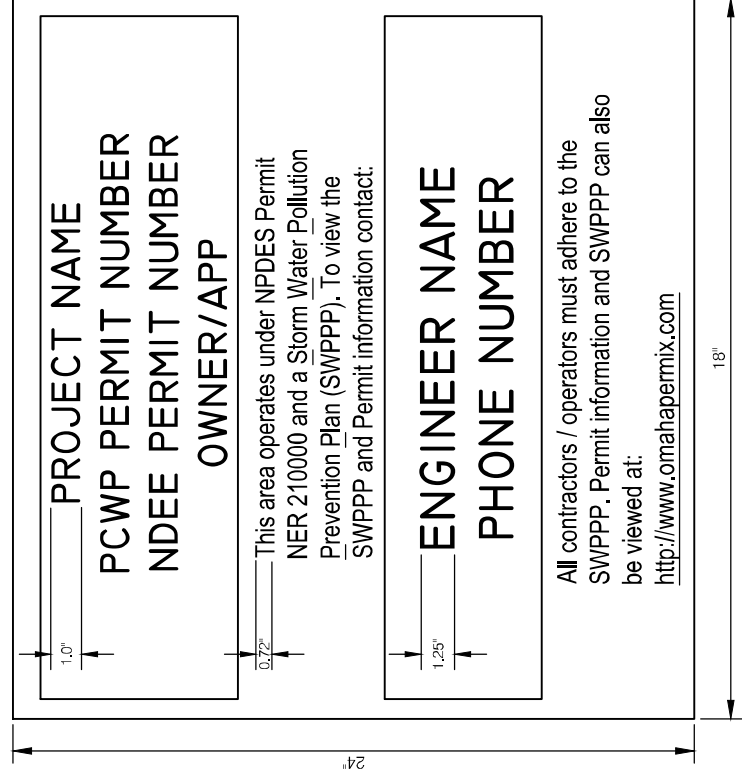 PROJECT NAME
PCWP PERMIT NUMBER
NDEE PERMIT NUMBER
OWNER/APP
1.0"
This area operates under NPDES Permit
NER 210000 and a Storm Water Pollution
Prevention Plan (SWPPP). To view the
SWPPP and Permit information contact:
0.72"
ENGINEER NAME
PHONE NUMBER
1.25"
All contractors / operators must adhere to the
SWPPP. Permit information and SWPPP can also
be viewed at:
http://www.omahapermix.com
18"
24"